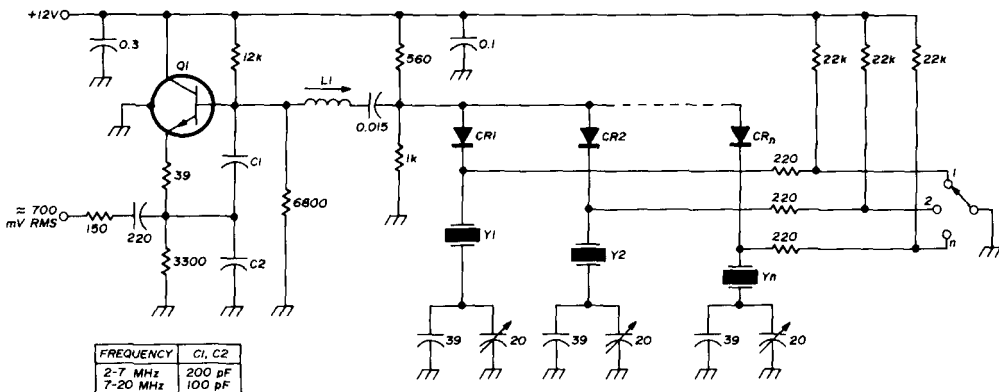 +12V
0.3
Q1
12k
L1
0.015
560
0.1
1k
CR1
CR2
CRn
22k
22k
22k
220
220
220
1
2
n
39
C1
6800
≈ 700
mV RMS
150
220
3300
C2
Y1
Y2
Yn
39
20
39
20
39
20
FREQUENCY C1, C2
2-7 MHz 200 pF
7-20 MHz 100 pF